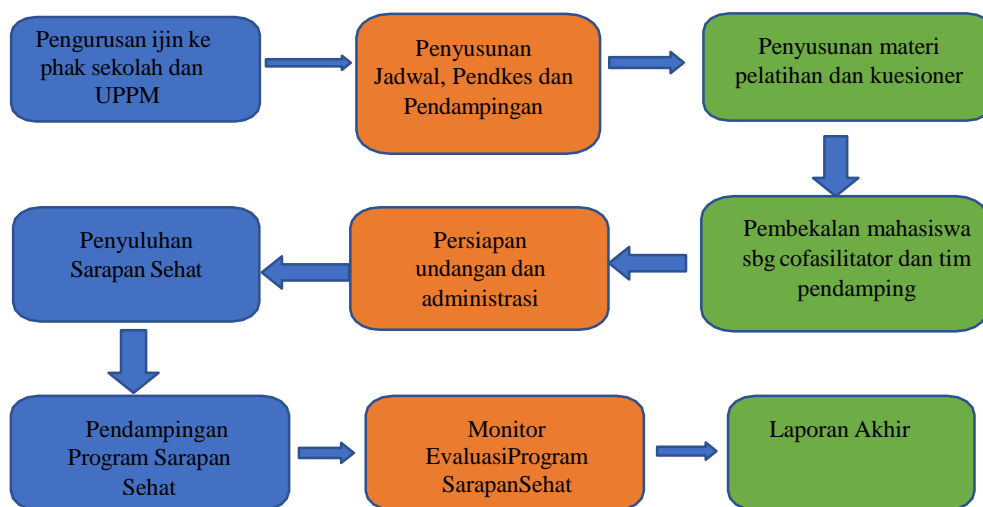 Pengurusan ijin ke
phak sekolah dan
UPPM
Penyusunan
Jadwal, Pendkes dan
Pendampingan
Penyusunan materi
pelatihan dan kuesioner
Pembekalan mahasiswa
sbg cofasilitator dan tim
pendamping
Persiapan
undangan dan
administrasi
Penyuluhan
Sarapan Sehat
Pendampingan
Program Sarapan
Sehat
Monitor
EvaluasiProgram
SarapanSehat
Laporan Akhir